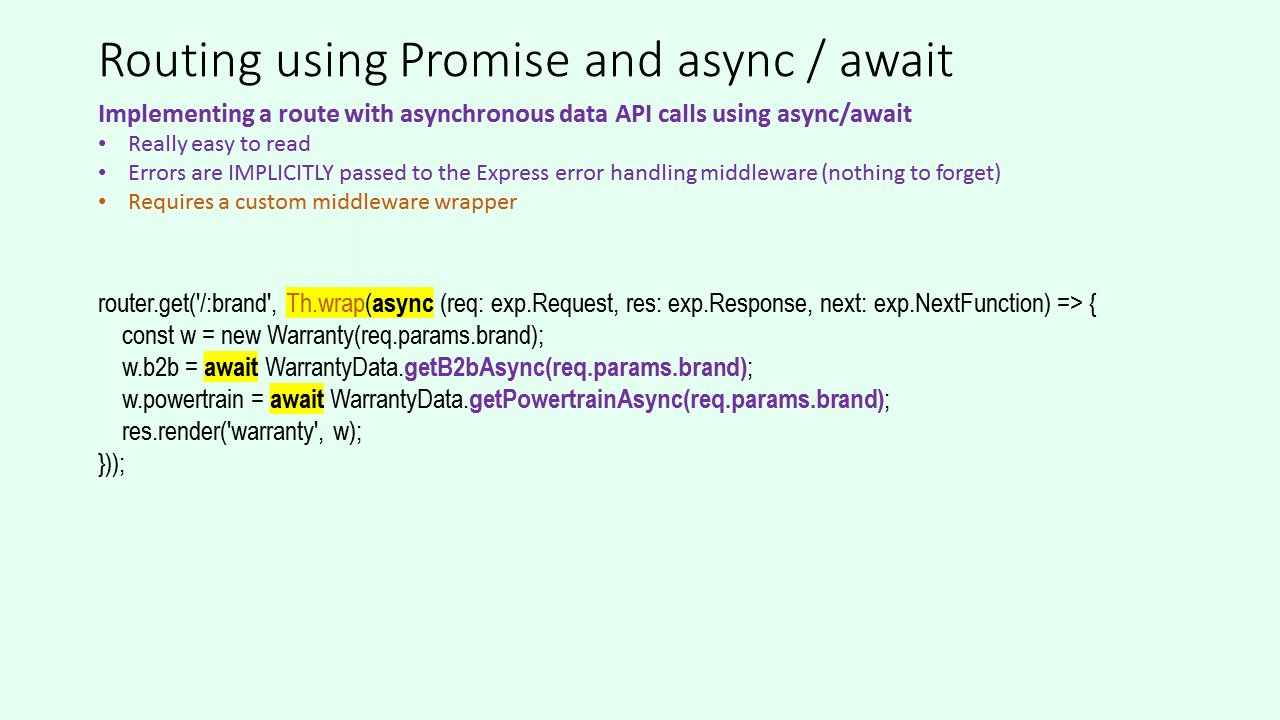 Routing using Promise and async / await
Implementing a route with asynchronous data API calls using async/await
• Really easy to read
• Errors are IMPLICITLY passed to the Express error handling middleware (nothing to forget)
• Requires a custom middleware wrapper
router.get('/:brand', Th.wrap(async (req: exp.Request, res: exp.Response, next: exp.NextFunction) => {
    const w = new Warranty(req.params.brand);
    w.b2b = await WarrantyData.getB2bAsync(req.params.brand);
    w.powertrain = await WarrantyData.getPowertrainAsync(req.params.brand);
    res.render('warranty', w);
}));